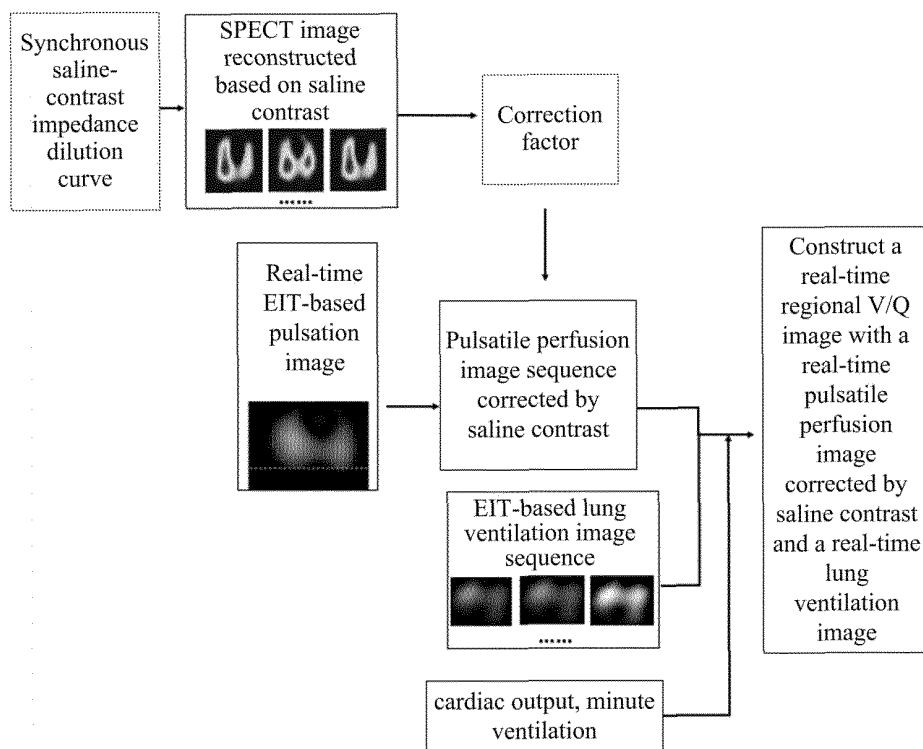 Synchronous
saline-
contrast
impedance
dilution
curve
SPECT image
reconstructed
based on saline
contrast
......
Correction
factor
Real-time
EIT-based
pulsation
image
Pulsatile perfusion
image sequence
corrected by
saline contrast
EIT-based lung
ventilation image
sequence
......
cardiac output, minute
ventilation
Construct a
real-time
regional V/Q
image with a
real-time
pulsatile
perfusion
image
corrected by
saline contrast
and a real-time
lung
ventilation
image